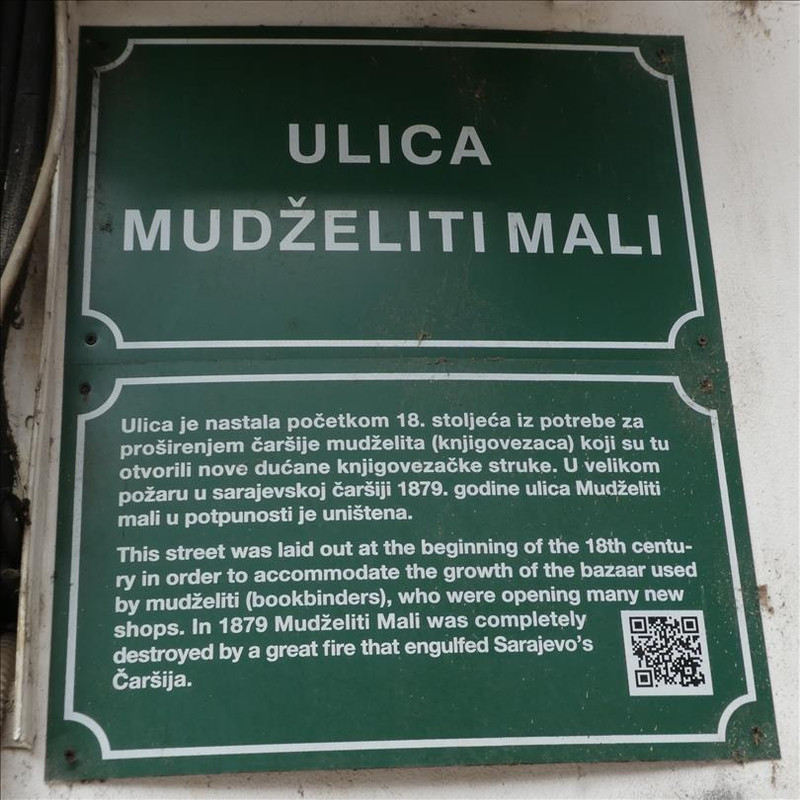 ULICA
MUDŽELITI MALI
Ulica je nastala početkom 18. stoljeća iz potrebe za
proširenjem čaršije mudželita (knjigovezaca) koji su tu
otvorili nove dućane knjigovezačke struke. U velikom
požaru u sarajevskoj čaršiji 1879. godine ulica Mudželiti
mali u potpunosti je uništena.
This street was laid out at the beginning of the 18th centu-
ry in order to accommodate the growth of the bazaar used
by mudželiti (bookbinders), who were opening many new
shops. In 1879 Mudželiti Mali was completely
destroyed by a great fire that engulfed Sarajevo's
Čaršija.